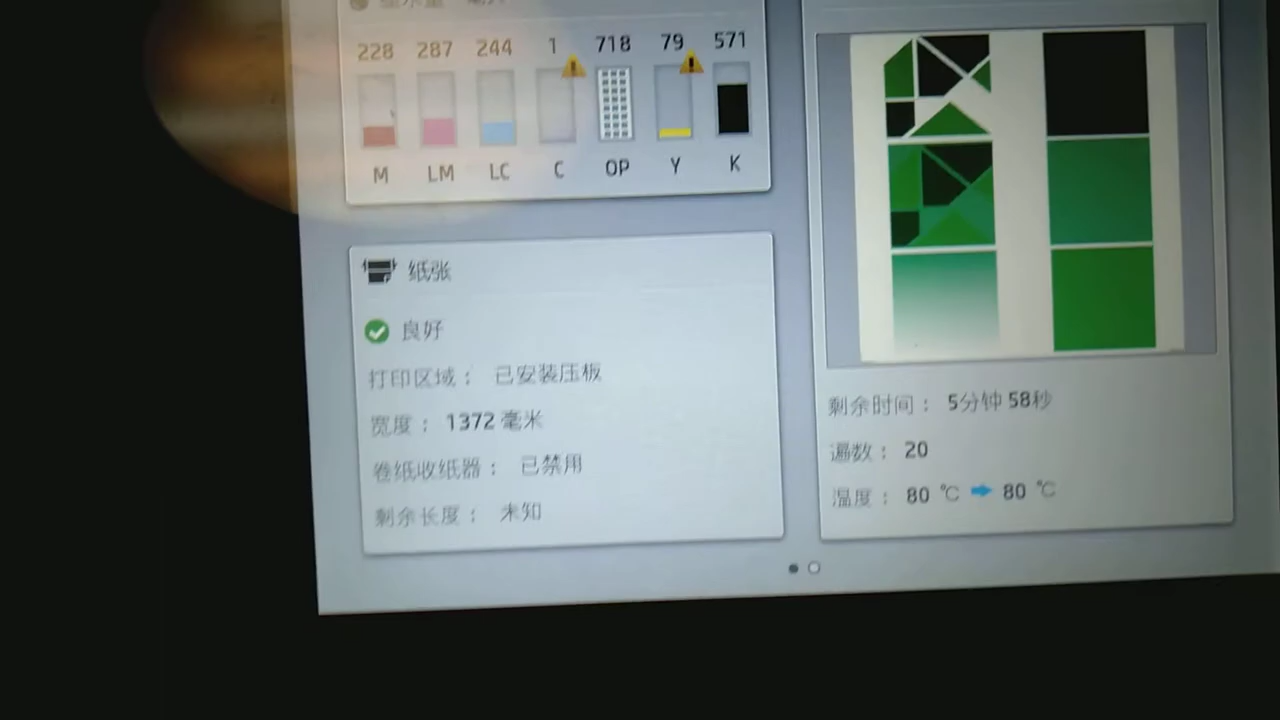 228 287 244 1 718 79 571
M LM LC C OP Y K
纸张
良好
打印区域： 已安装压板
宽度： 1372 毫米
卷纸收纸器： 已禁用
剩余长度： 未知
剩余时间： 5分钟 58秒
遍数： 20
温度： 80 ℃ 80 ℃